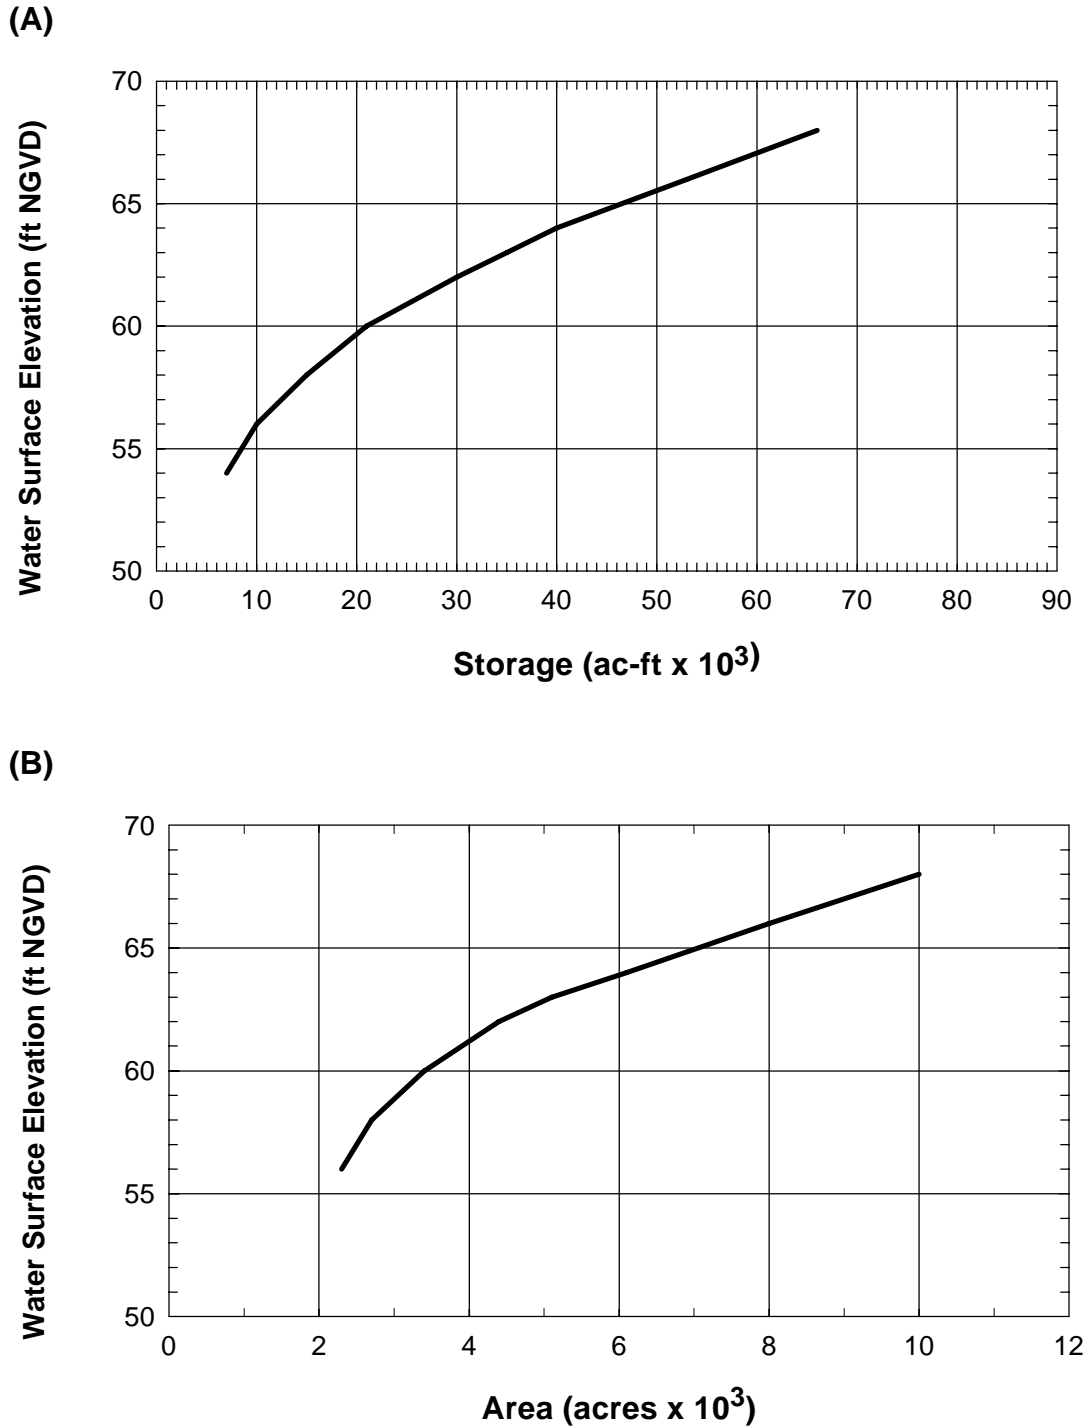 (A)
Water Surface Elevation (ft NGVD)
70
65
60
55
50
0 10 20 30 40 50 60 70 80 90
Storage (ac-ft x 10³)
(B)
Water Surface Elevation (ft NGVD)
70
65
60
55
50
0 2 4 6 8 10 12
Area (acres x 10³)